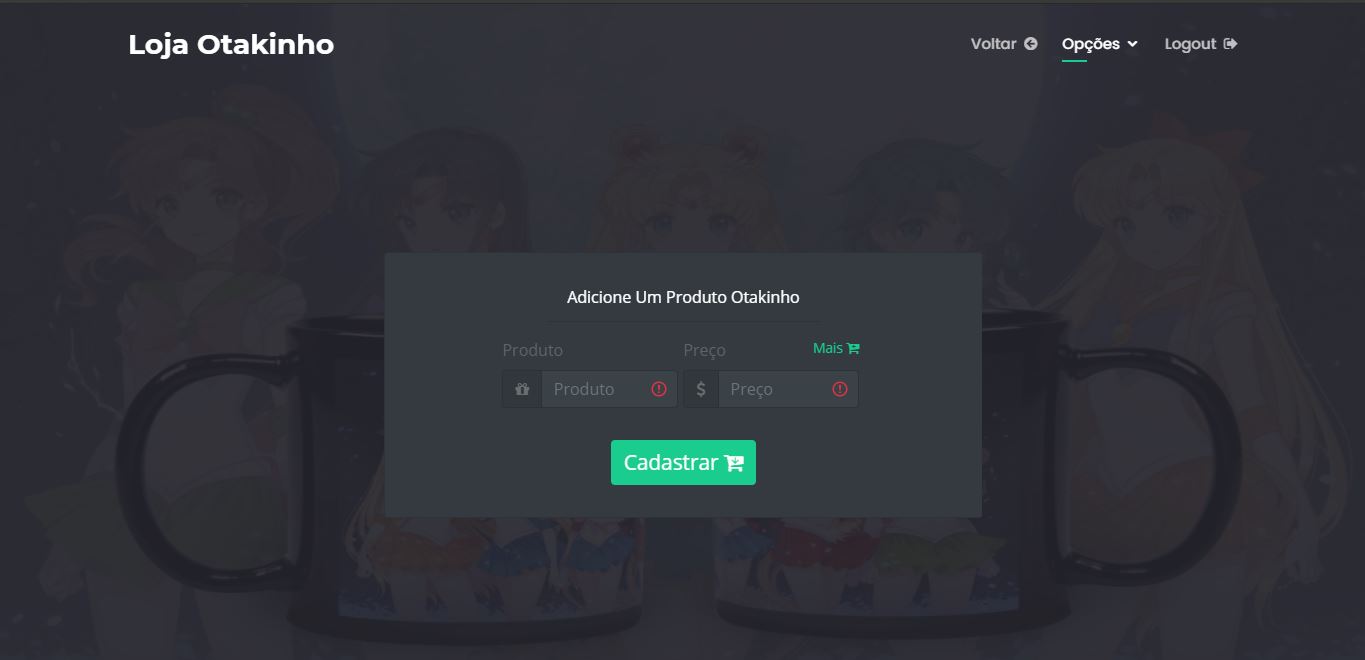 Loja Otakinho
Voltar
Opções
Logout
Adicione Um Produto Otakinho
Produto
Preço
Mais
Produto
$
Preço
Cadastrar